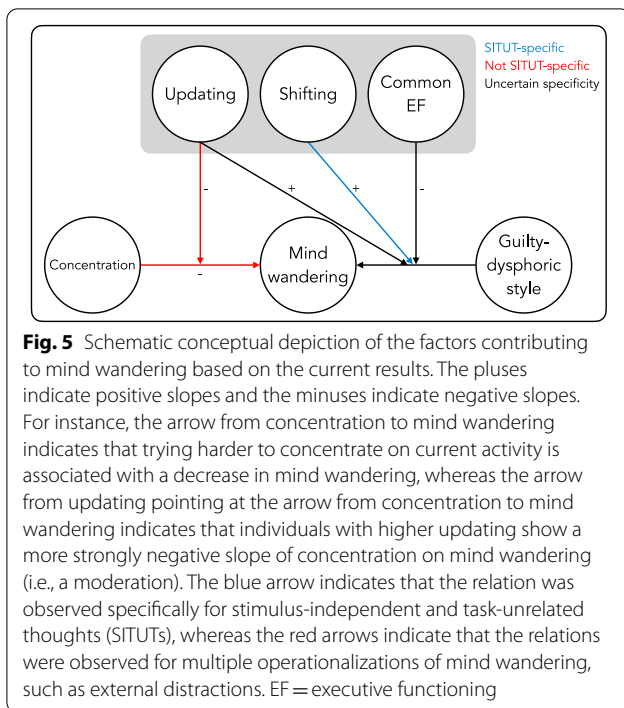 SITUT-specific
Not SITUT-specific
Uncertain specificity
Updating
Shifting
Common
EF
-
+
+
-
Concentration
-
Mind
wandering
Guilty-
dysphoric
style
Fig. 5 Schematic conceptual depiction of the factors contributing
to mind wandering based on the current results. The pluses
indicate positive slopes and the minuses indicate negative slopes.
For instance, the arrow from concentration to mind wandering
indicates that trying harder to concentrate on current activity is
associated with a decrease in mind wandering, whereas the arrow
from updating pointing at the arrow from concentration to mind
wandering indicates that individuals with higher updating show a
more strongly negative slope of concentration on mind wandering
(i.e., a moderation). The blue arrow indicates that the relation was
observed specifically for stimulus-independent and task-unrelated
thoughts (SITUTs), whereas the red arrows indicate that the relations
were observed for multiple operationalizations of mind wandering,
such as external distractions. EF = executive functioning